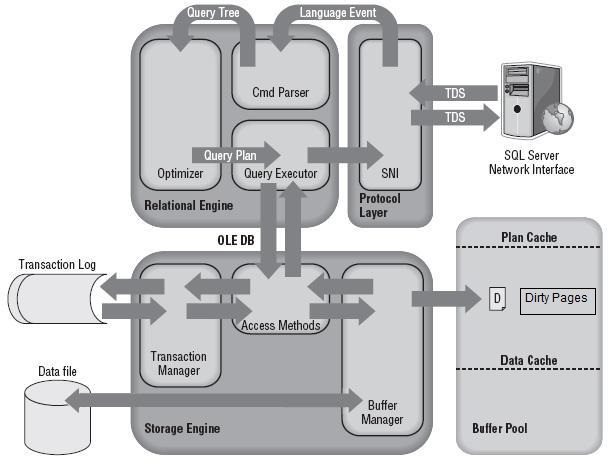 Query Tree
Language Event
Cmd Parser
TDS
TDS
Query Plan
Optimizer
Query Executor
SNI
SQL Server
Network Interface
Relational Engine
Protocol
Layer
OLE DB
Plan Cache
Transaction Log
D
Dirty Pages
Access Methods
Transaction
Manager
Data Cache
Data file
Buffer
Manager
Storage Engine
Buffer Pool